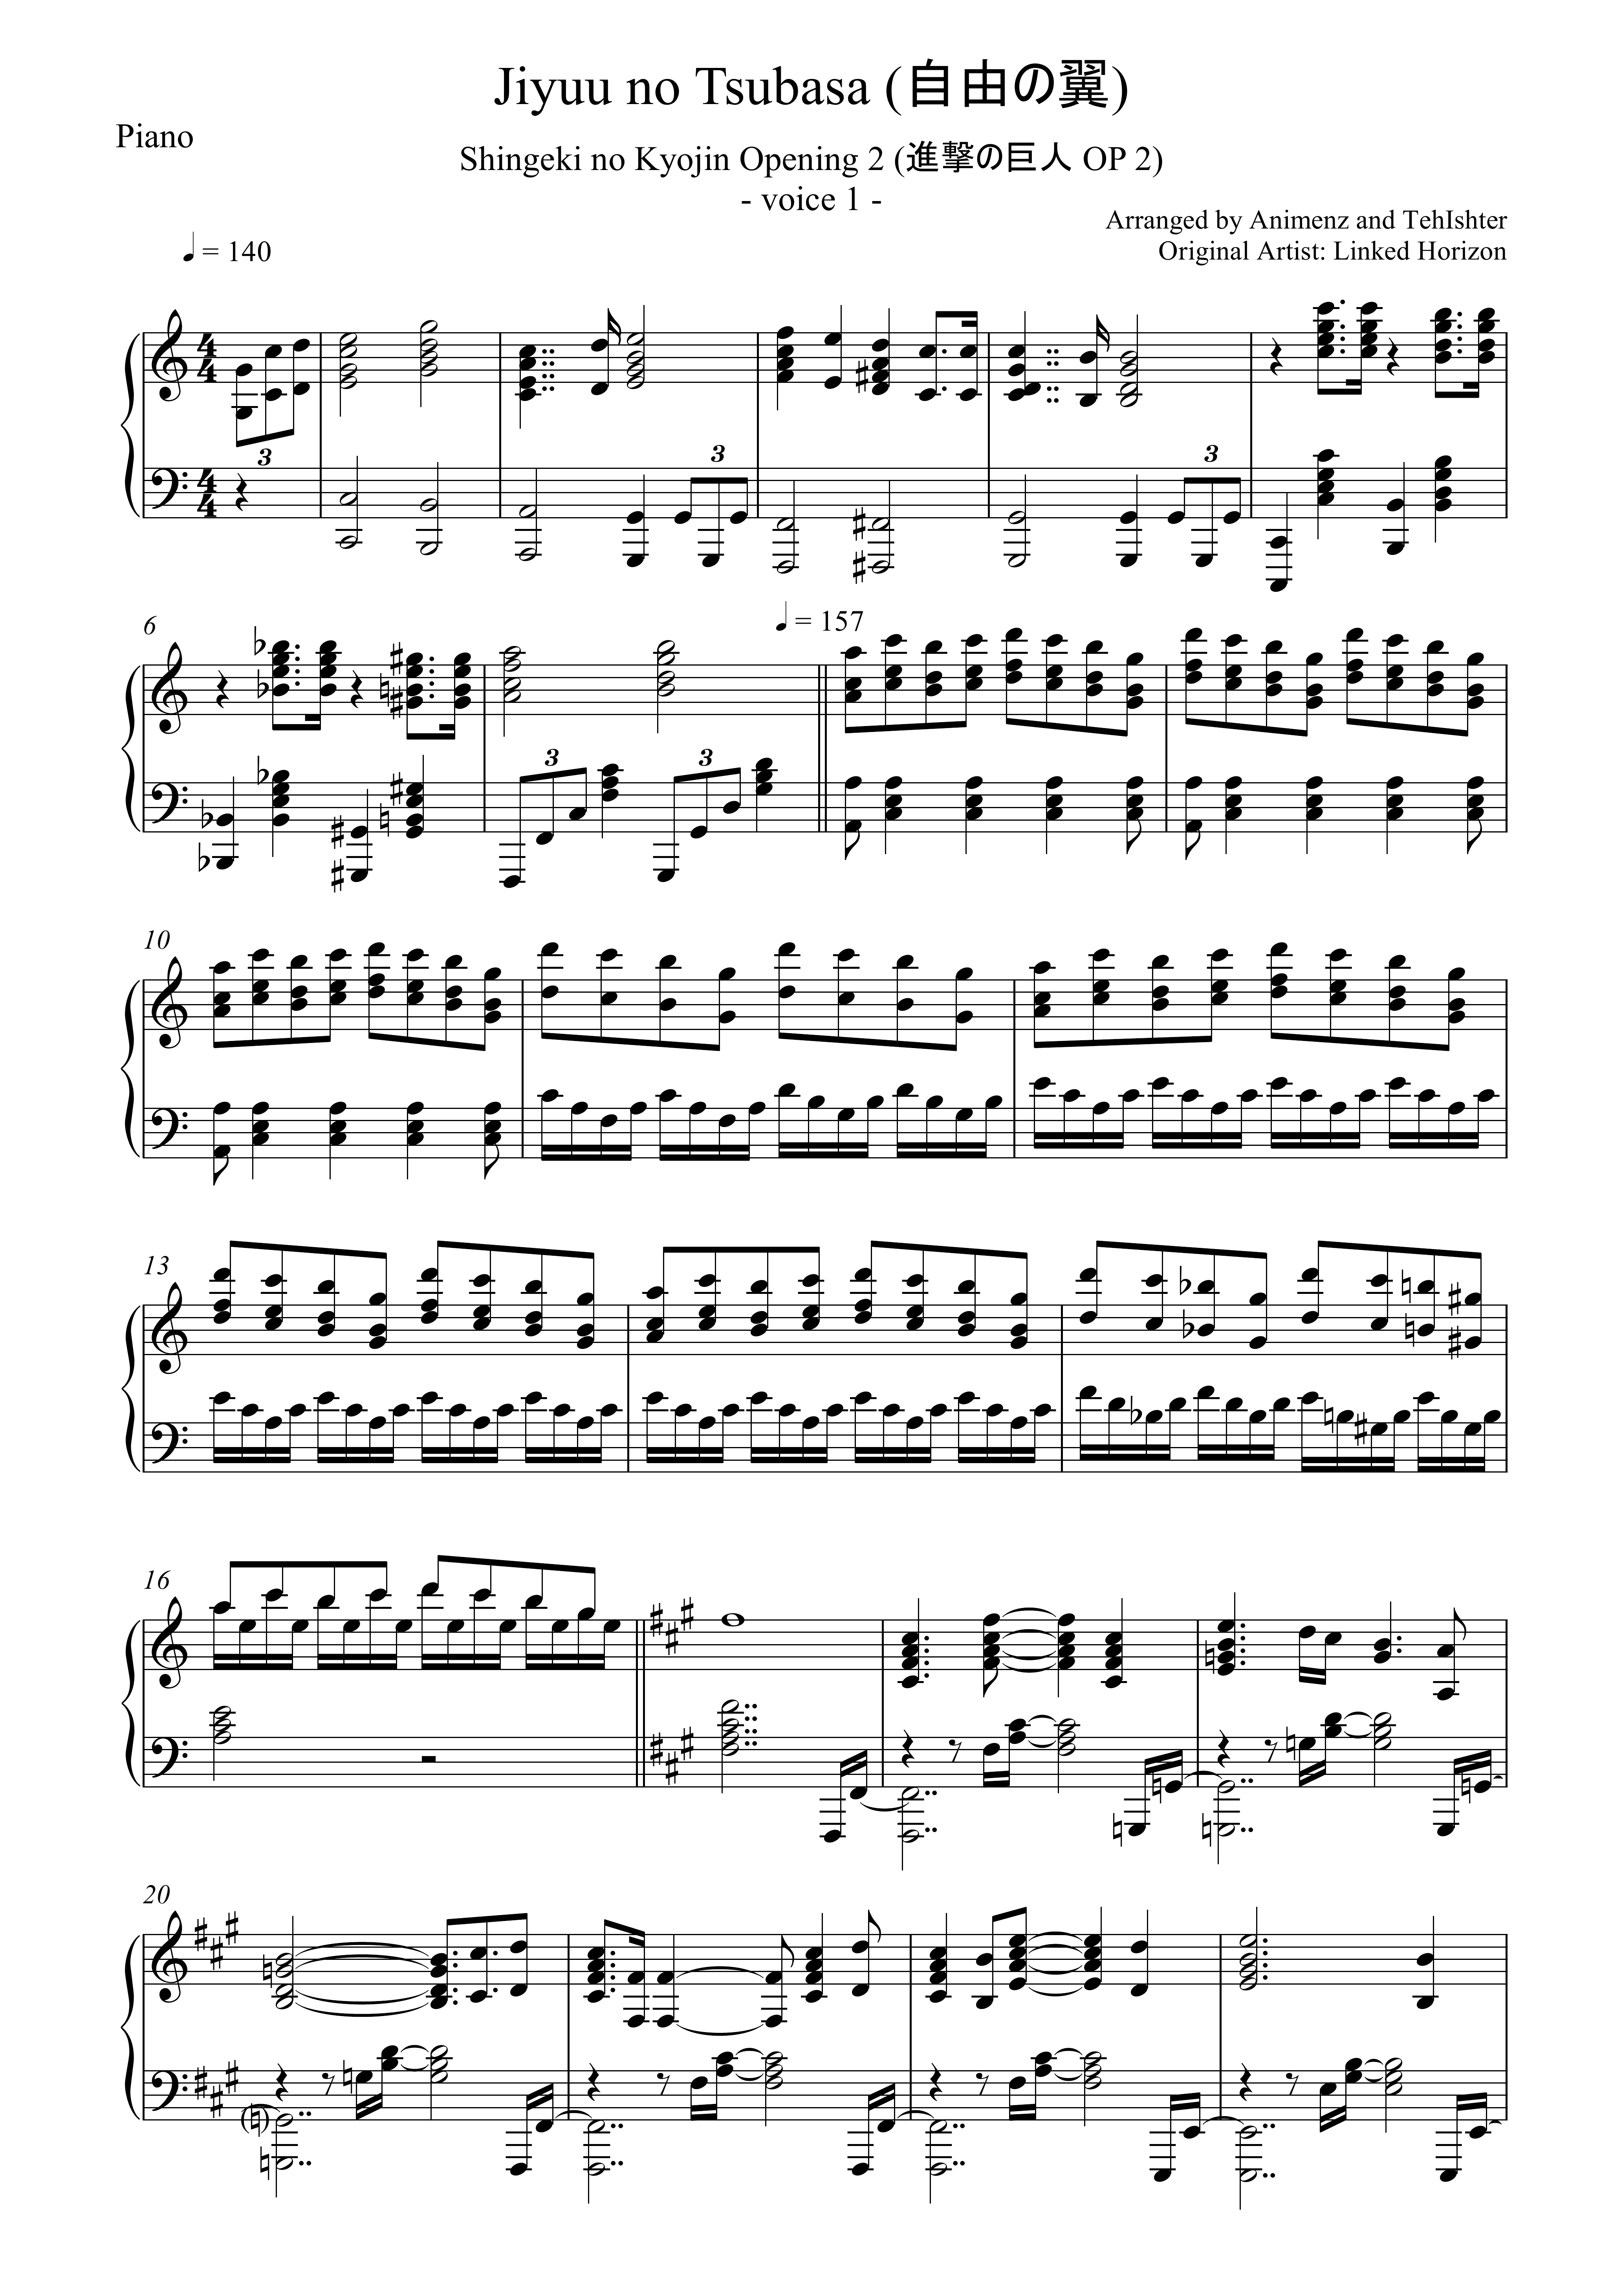 Jiyuu no Tsubasa (自由の翼)
Piano
Shingeki no Kyojin Opening 2 (進撃の巨人 OP 2)
- voice 1 -
Arranged by Animenz and TehIshter
= 140
Original Artist: Linked Horizon
4 4
3
3
3
4 4
6
= 157
3
3
10
13
16
20